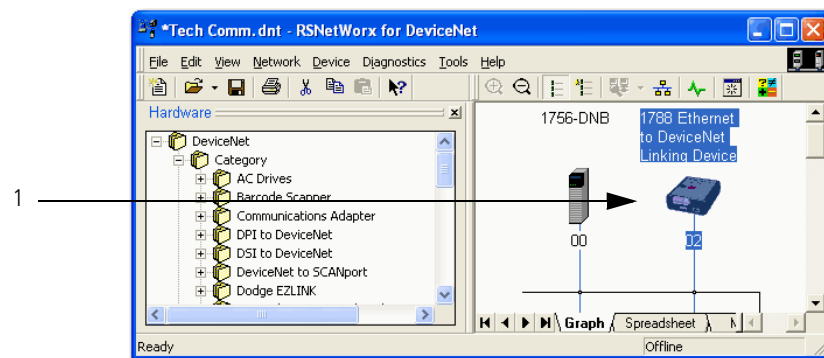 *Tech Comm.dnt - RSNetWorx for DeviceNet
File Edit View Network Device Diagnostics Tools Help
Hardware
DeviceNet
Category
AC Drives
Barcode Scanner
Communications Adapter
DPI to DeviceNet
DSI to DeviceNet
DeviceNet to SCANport
Dodge EZLINK
1756-DNB
1788 Ethernet
to DeviceNet
Linking Device
1
00
02
Graph Spreadsheet
Ready
Offline